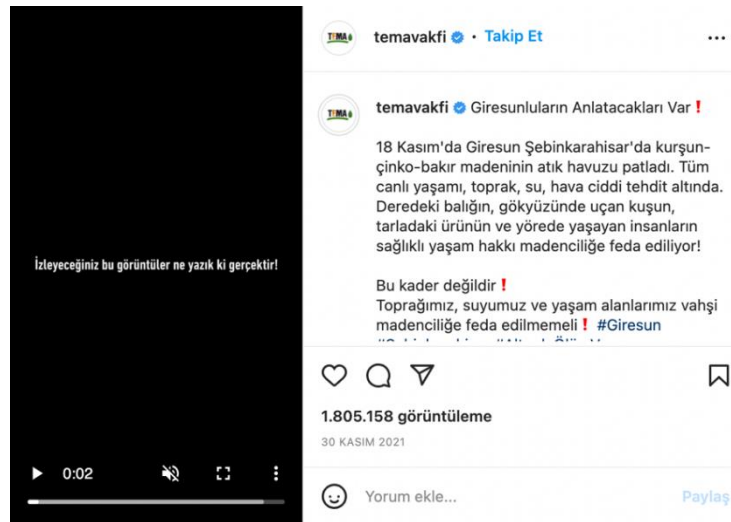 temavakfi • Takip Et
temavakfi Giresunluların Anlatacakları Var❗
18 Kasım'da Giresun Şebinkarahisar'da kurşun-
çinko-bakır madeninin atık havuzu patladı. Tüm
canlı yaşamı, toprak, su, hava ciddi tehdit altında.
Deredeki balığın, gökyüzünde uçan kuşun,
tarladaki ürünün ve yörede yaşayan insanların
sağlıklı yaşam hakkı madenciliğe feda ediliyor!
Bu kader değildir❗
Toprağımız, suyumuz ve yaşam alanlarımız vahşi
madenciliğe feda edilmemeli❗ #Giresun
İzleyeceğiniz bu görüntüler ne yazık ki gerçektir!
0:02
1.805.158 görüntüleme
30 KASIM 2021
Yorum ekle...
Paylaş